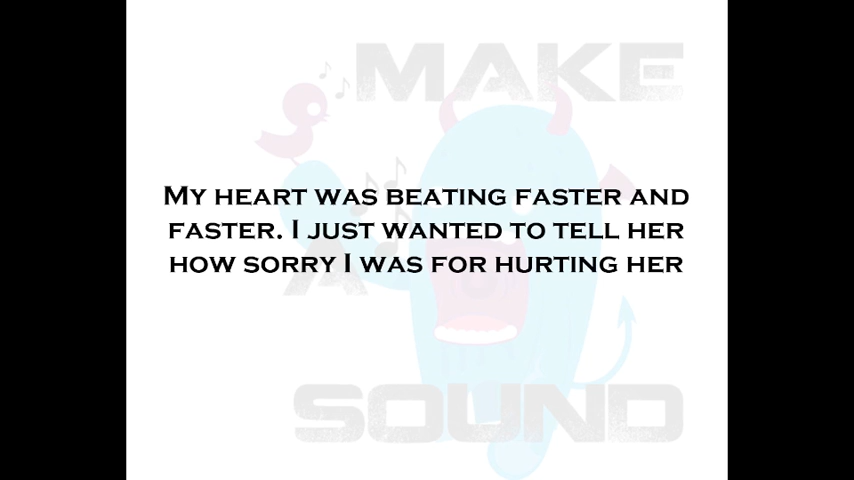 MAKE
MY HEART WAS BEATING FASTER AND
FASTER. I JUST WANTED TO TELL HER
HOW SORRY I WAS FOR HURTING HER
A
SOUND